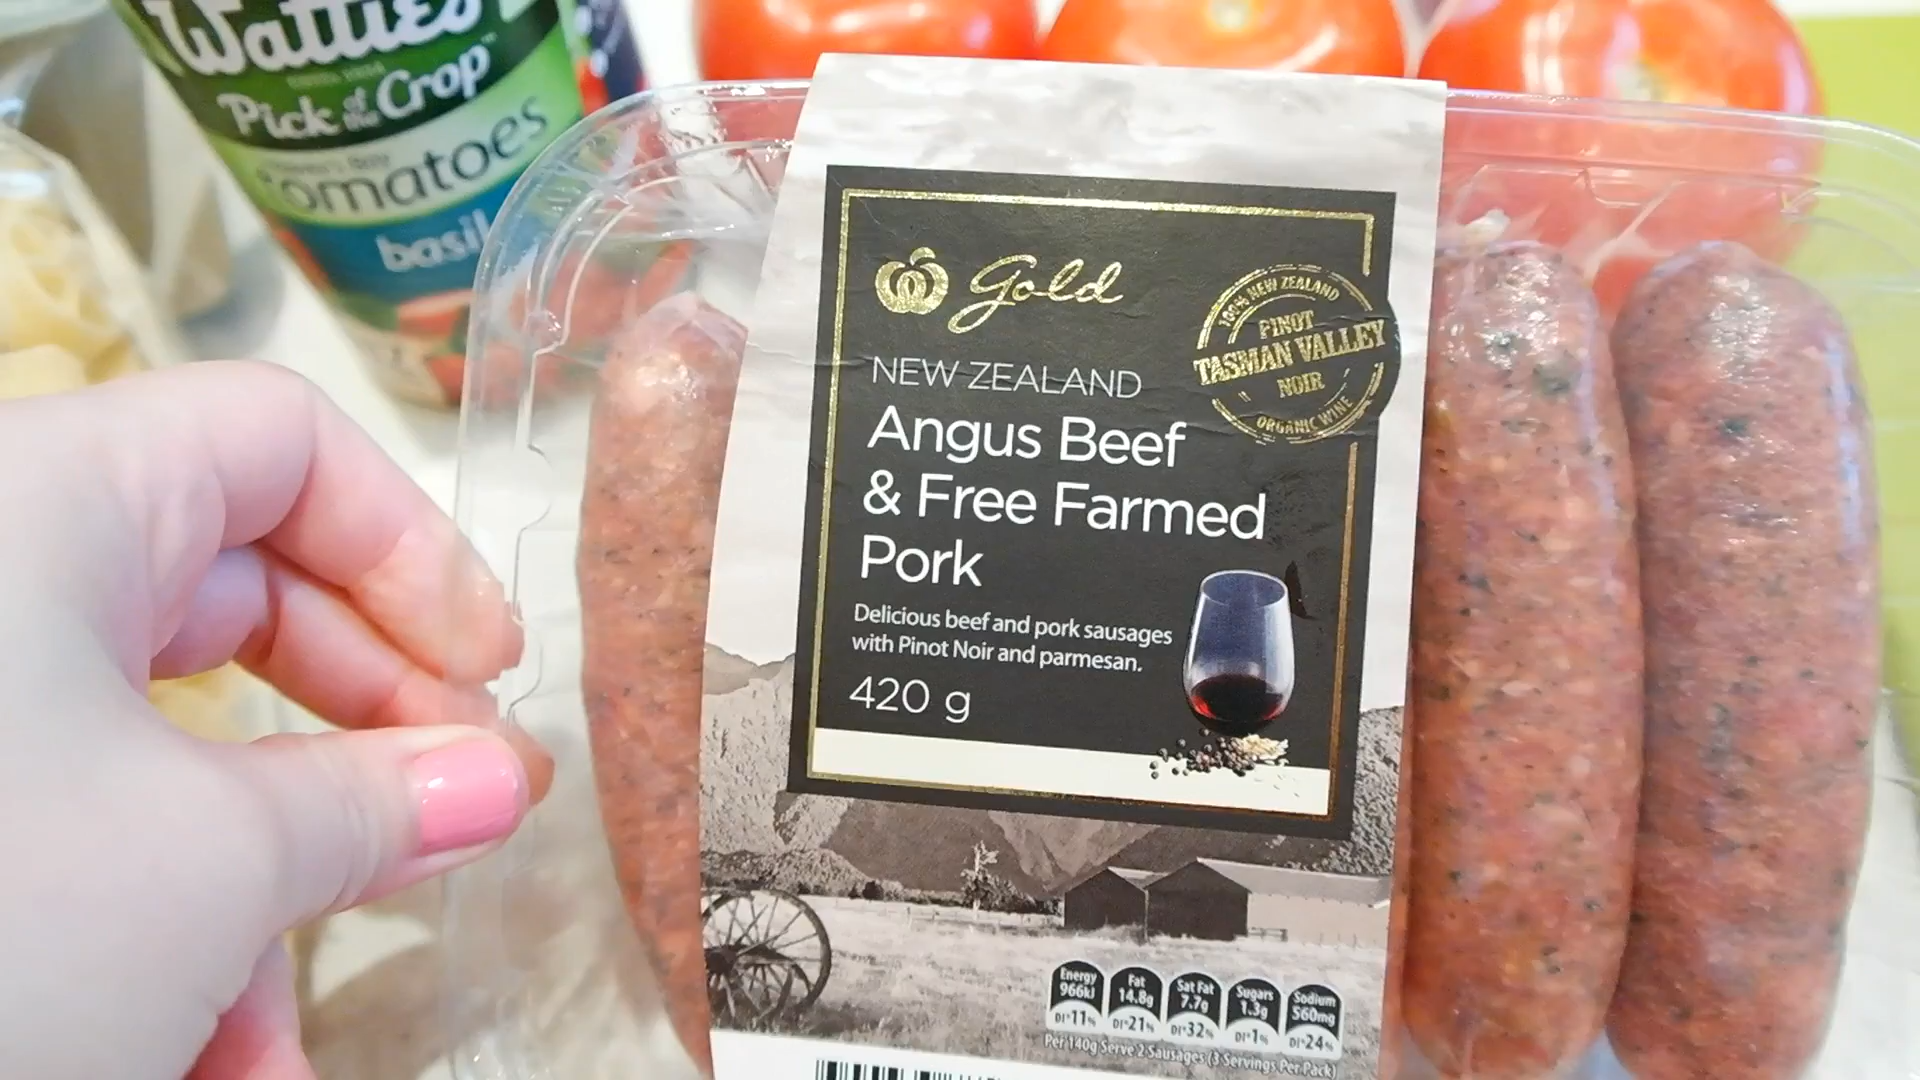 Wattie's
Pick of the Crop
tomatoes
basil
Gold
100% NEW ZEALAND
PINOT
TASMAN VALLEY
NOIR
ORGANIC WINE
NEW ZEALAND
Angus Beef
& Free Farmed
Pork
Delicious beef and pork sausages
with Pinot Noir and parmesan.
420 g
Energy 966kJ DI*11%
Fat 14.8g DI*21%
Sat Fat 7.7g DI*32%
Sugars 1.3g DI*1%
Sodium 560mg DI*24%
Per 140g Serve 2 Sausages (3 Servings Per Pack)